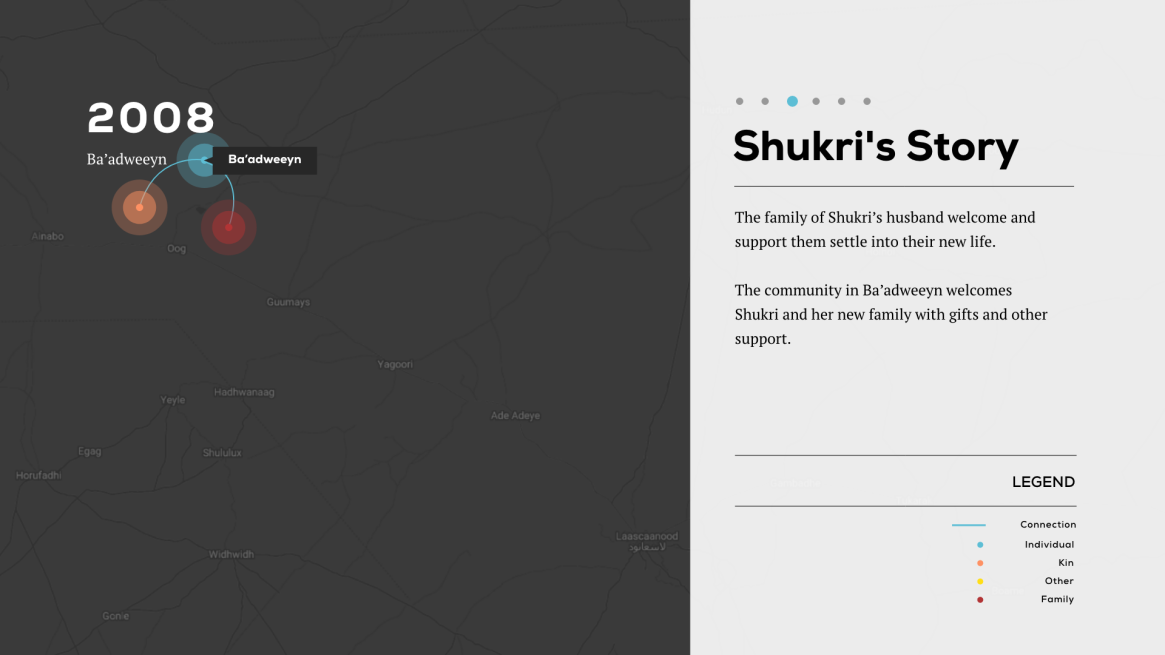 2008
Ba’adweeyn
Ba’adweeyn
Ainabo
Dog
Guumays
Yagoori
Hadhwanaag
Yeyle
Ade Adeye
Egag
Shululux
Horufadhi
Laascaanood
لاسعانود
Widhwidh
Gonle
Shukri's Story
The family of Shukri’s husband welcome and
support them settle into their new life.
The community in Ba’adweeyn welcomes
Shukri and her new family with gifts and other
support.
LEGEND
Connection
Individual
Kin
Other
Family